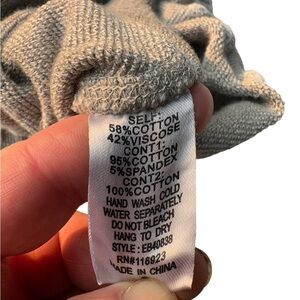 SELF:
58%COTTON
42%VISCOSE
CONT1:
95%COTTON
5%SPANDEX
CONT2:
100%COTTON
HAND WASH COLD
WATER SEPARATELY
DO NOT BLEACH
HANG TO DRY
STYLE : EB40838
RN#116923
MADE IN CHINA